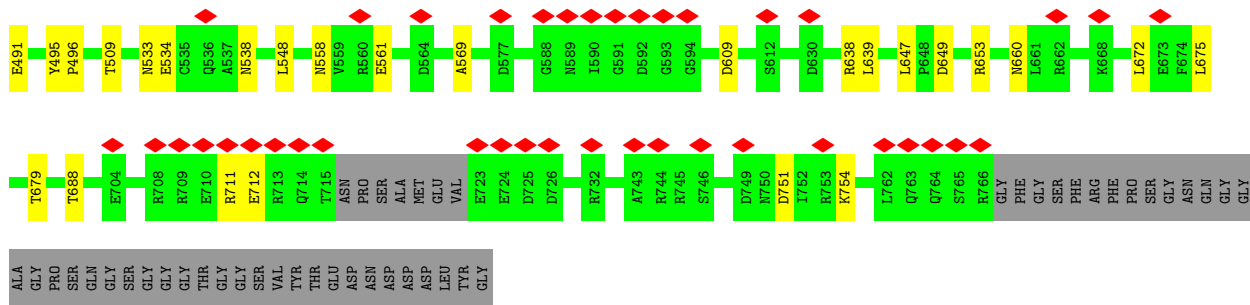 E491 Y495 P496 T509 N533 E534 C535 Q536 A537 N538 L548 N558 V559 R560 E561 D564 A569 D577 G588 N589 I590 G591 D592 G593 G594 D609 S612 D630 R638 L639 L647 P648 D649 R653 N660 L661 R662 K668 L672 E673 F674 L675
T679 T688 E704 R708 R709 E710 R711 E712 R713 Q714 T715 ASN PRO SER ALA MET GLU VAL E723 E724 D725 D726 R732 A743 R744 R745 S746 D749 N750 D751 I752 R753 K754 L762 Q763 Q764 S765 R766 GLY PHE GLY SER PHE ARG PHE PRO SER GLY ASN GLN GLY GLY
ALA GLY PRO SER GLN GLY SER GLY GLY GLY THR GLY GLY SER VAL TYR THR GLU ASP ASN ASP ASP ASP LEU TYR GLY